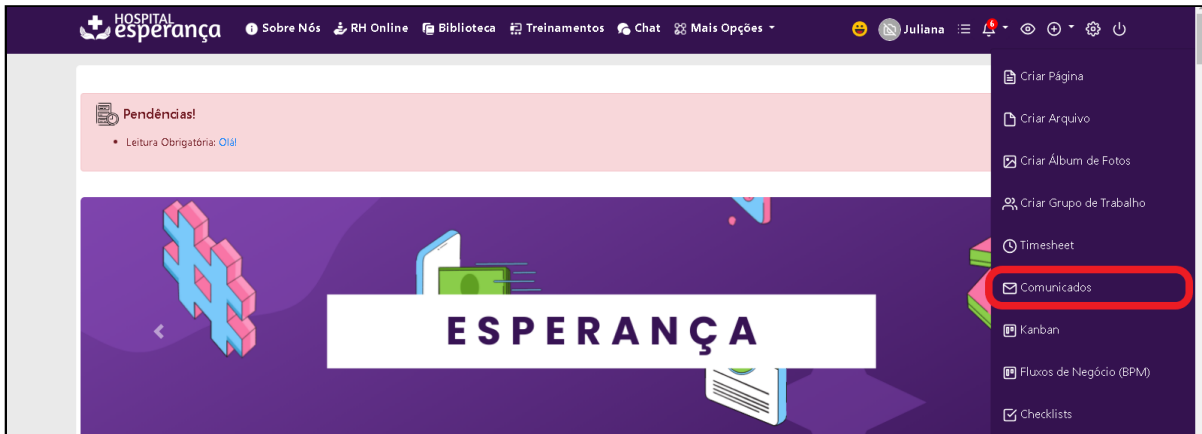 HOSPITAL
esperança
Sobre Nós RH Online Biblioteca Treinamentos Chat Mais Opções Juliana 6
Criar Página
Pendências!
Criar Arquivo
Leitura Obrigatória: Olá!
Criar Álbum de Fotos
Criar Grupo de Trabalho
Timesheet
Comunicados
ESPERANÇA
Kanban
Fluxos de Negócio (BPM)
Checklists